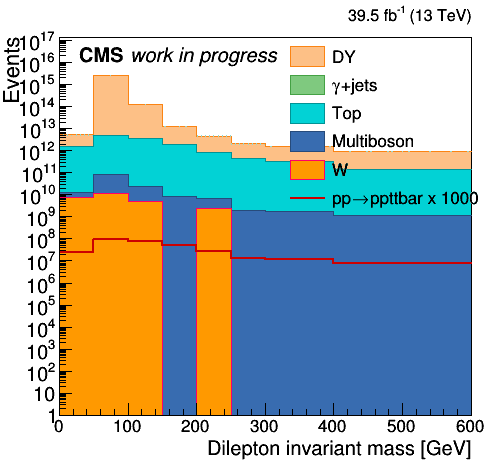 39.5 fb⁻¹ (13 TeV)
Events
CMS work in progress
DY
γ+jets
Top
Multiboson
W
pp→ppttbar x 1000
10¹⁷
10¹⁶
10¹⁵
10¹⁴
10¹³
10¹²
10¹¹
10¹⁰
10⁹
10⁸
10⁷
10⁶
10⁵
10⁴
10³
10²
10
1
0 100 200 300 400 500 600
Dilepton invariant mass [GeV]